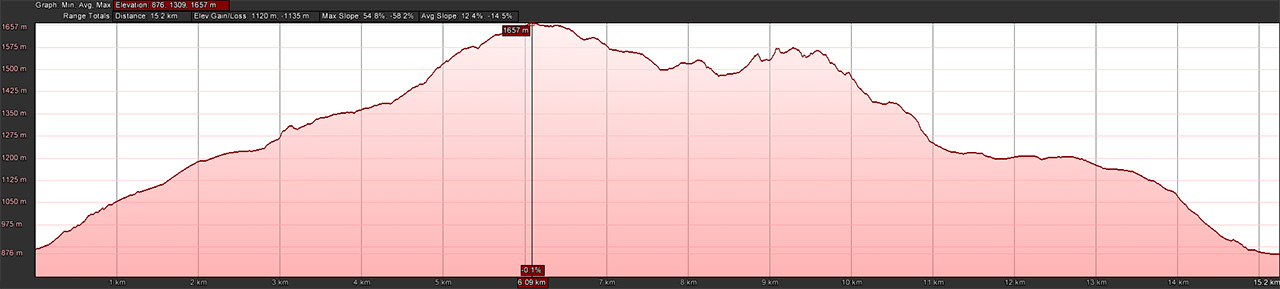 Graph: Min, Avg, Max Elevation: 876, 1309, 1657 m
Range Totals: Distance: 15.2 km Elev Gain/Loss: 1120 m, -1135 m Max Slope: 54.8%, -58.2% Avg Slope: 12.4%, -14.5%
1657 m
1657 m
1575 m
1500 m
1425 m
1350 m
1275 m
1200 m
1125 m
1050 m
975 m
876 m
-0.1%
1 km 2 km 3 km 4 km 5 km 6.09 km 7 km 8 km 9 km 10 km 11 km 12 km 13 km 14 km 15.2 km